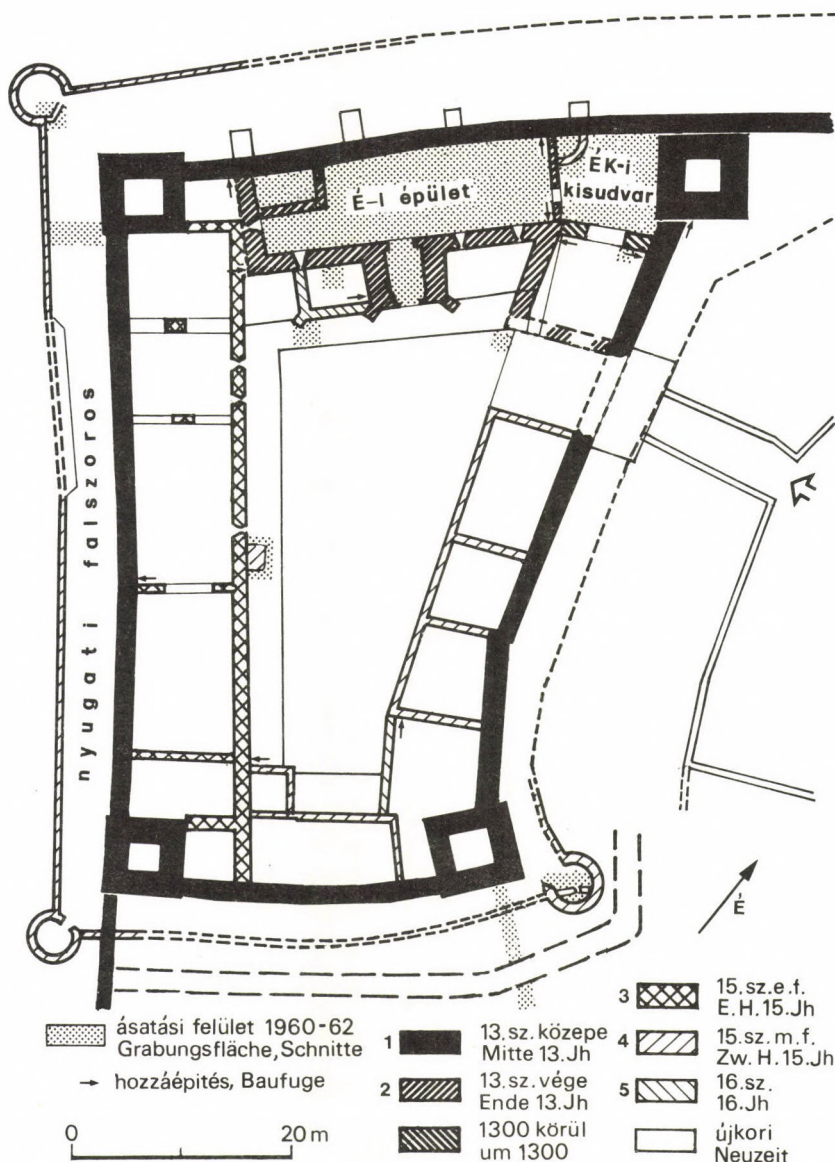 É-I épület
ÉK-i
kisudvar
nyugati falszoros
É
ásatási felület 1960-62
Grabungsfläche, Schnitte
→ hozzáépités, Baufuge
0 20 m
1 13. sz. közepe
Mitte 13. Jh
2 13. sz. vége
Ende 13. Jh
1300 körül
um 1300
3 15. sz. e. f.
E. H. 15. Jh
4 15. sz. m. f.
Zw. H. 15. Jh
5 16. sz.
16. Jh
újkori
Neuzeit